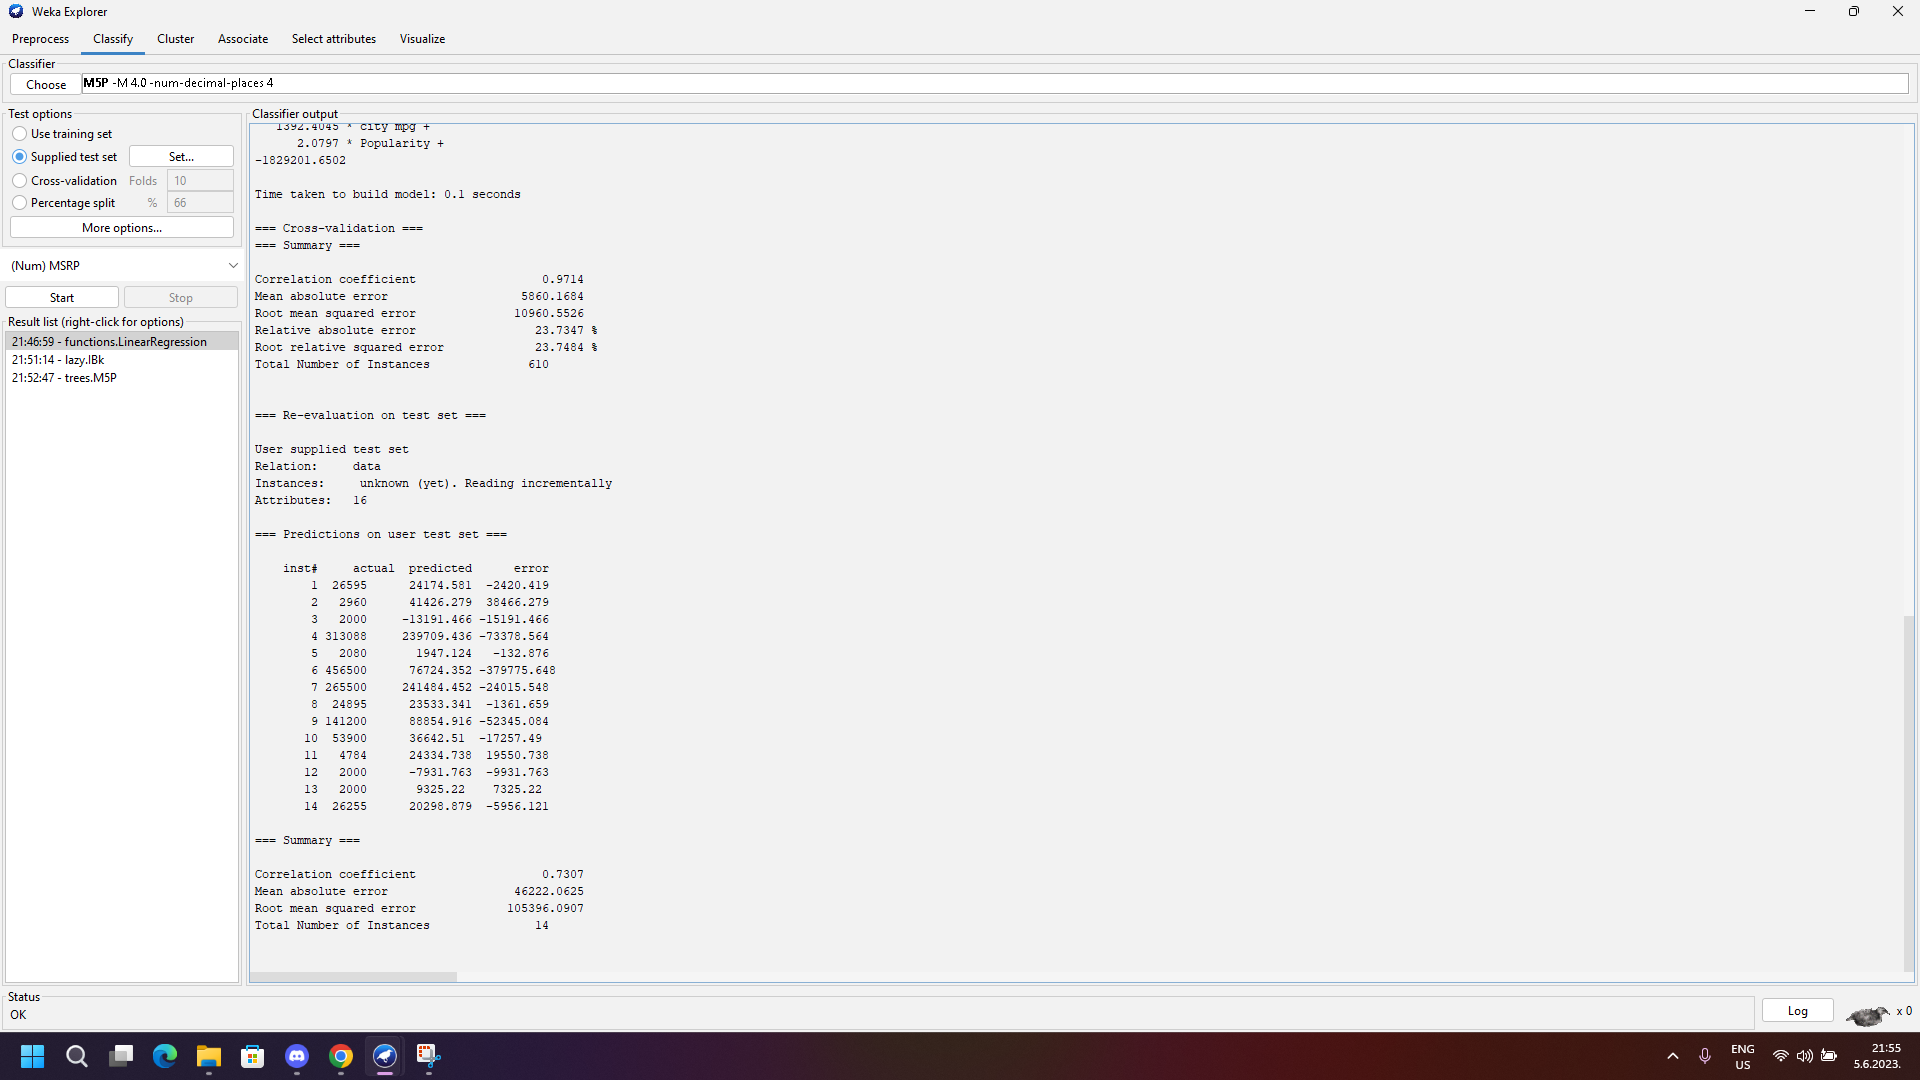 Weka Explorer
Preprocess Classify Cluster Associate Select attributes Visualize
Classifier
Choose M5P -M 4.0 -num-decimal-places 4
Test options
Use training set
Supplied test set Set...
Cross-validation Folds 10
Percentage split % 66
More options...
(Num) MSRP
Start Stop
Result list (right-click for options)
21:46:59 - functions.LinearRegression
21:51:14 - lazy.IBk
21:52:47 - trees.M5P
Classifier output
1392.4045 * city mpg +
2.0797 * Popularity +
-1829201.6502
Time taken to build model: 0.1 seconds
=== Cross-validation ===
=== Summary ===
Correlation coefficient 0.9714
Mean absolute error 5860.1684
Root mean squared error 10960.5526
Relative absolute error 23.7347 %
Root relative squared error 23.7484 %
Total Number of Instances 610
=== Re-evaluation on test set ===
User supplied test set
Relation: data
Instances: unknown (yet). Reading incrementally
Attributes: 16
=== Predictions on user test set ===
inst# actual predicted error
1 26595 24174.581 -2420.419
2 2960 41426.279 38466.279
3 2000 -13191.466 -15191.466
4 313088 239709.436 -73378.564
5 2080 1947.124 -132.876
6 456500 76724.352 -379775.648
7 265500 241484.452 -24015.548
8 24895 23533.341 -1361.659
9 141200 88854.916 -52345.084
10 53900 36642.51 -17257.49
11 4784 24334.738 19550.738
12 2000 -7931.763 -9931.763
13 2000 9325.22 7325.22
14 26255 20298.879 -5956.121
=== Summary ===
Correlation coefficient 0.7307
Mean absolute error 46222.0625
Root mean squared error 105396.0907
Total Number of Instances 14
Status
OK
Log
x 0
ENG
US
21:55
5.6.2023.